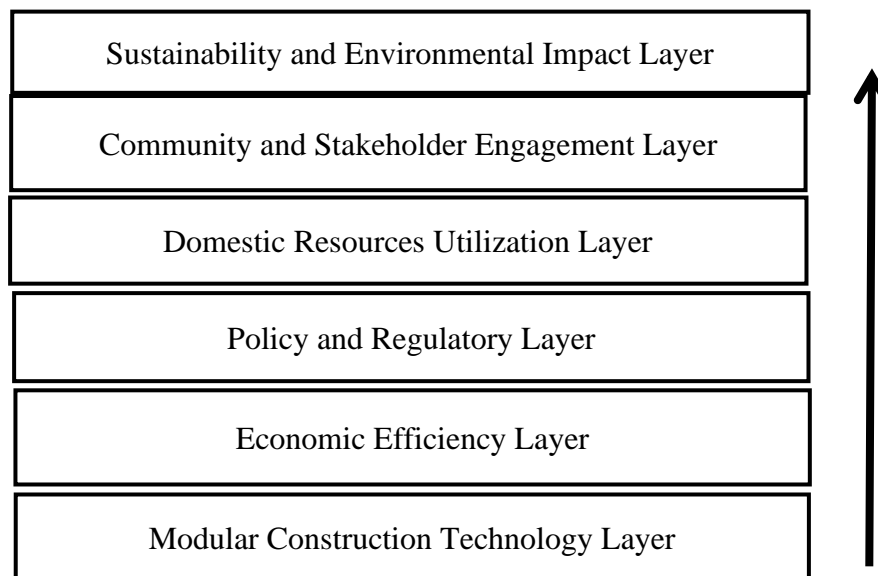 Sustainability and Environmental Impact Layer
Community and Stakeholder Engagement Layer
Domestic Resources Utilization Layer
Policy and Regulatory Layer
Economic Efficiency Layer
Modular Construction Technology Layer